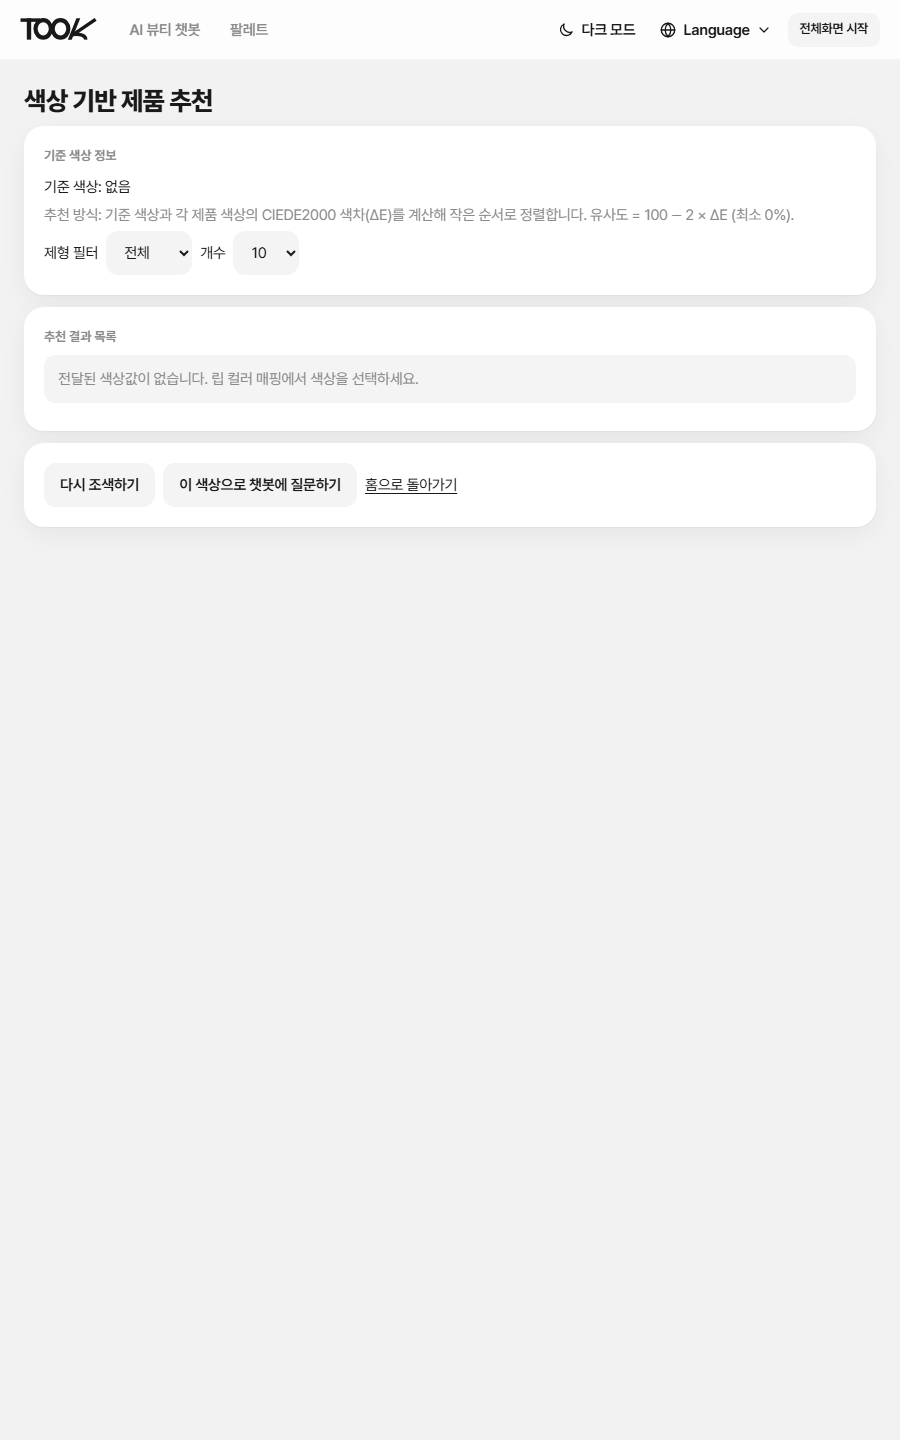 TOOK
AI 뷰티 챗봇
팔레트
다크 모드
Language
전체화면 시작
색상 기반 제품 추천
기준 색상 정보
기준 색상: 없음
추천 방식: 기준 색상과 각 제품 색상의 CIEDE2000 색차(ΔE)를 계산해 작은 순서로 정렬합니다. 유사도 = 100 − 2 × ΔE (최소 0%).
제형 필터 전체 개수 10
추천 결과 목록
전달된 색상값이 없습니다. 립 컬러 매핑에서 색상을 선택하세요.
다시 조색하기
이 색상으로 챗봇에 질문하기
홈으로 돌아가기